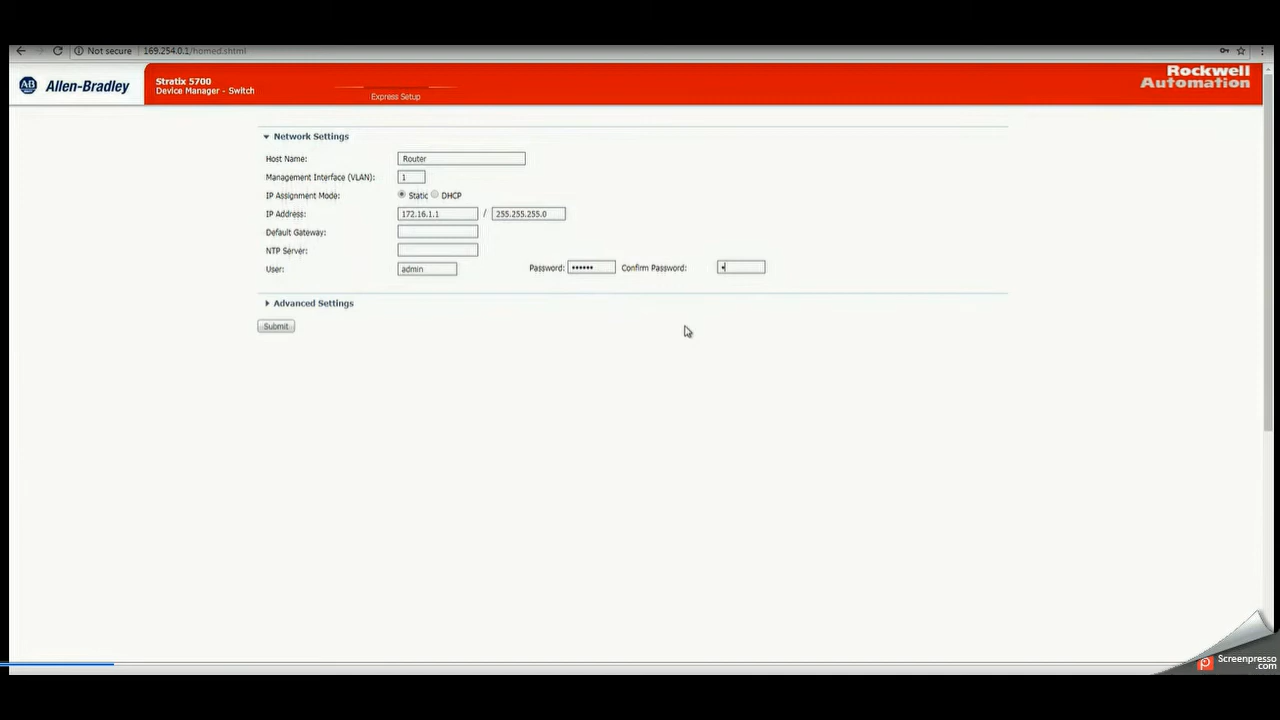 Not secure 169.254.0.1/homed.shtml
AB Allen-Bradley
Stratix 5700
Device Manager - Switch
Express Setup
Rockwell
Automation
Network Settings
Host Name: Router
Management Interface (VLAN): 1
IP Assignment Mode: Static DHCP
IP Address: 172.16.1.1 / 255.255.255.0
Default Gateway:
NTP Server:
User: admin Password: •••••• Confirm Password: •
Advanced Settings
Submit
Screenpresso
.com